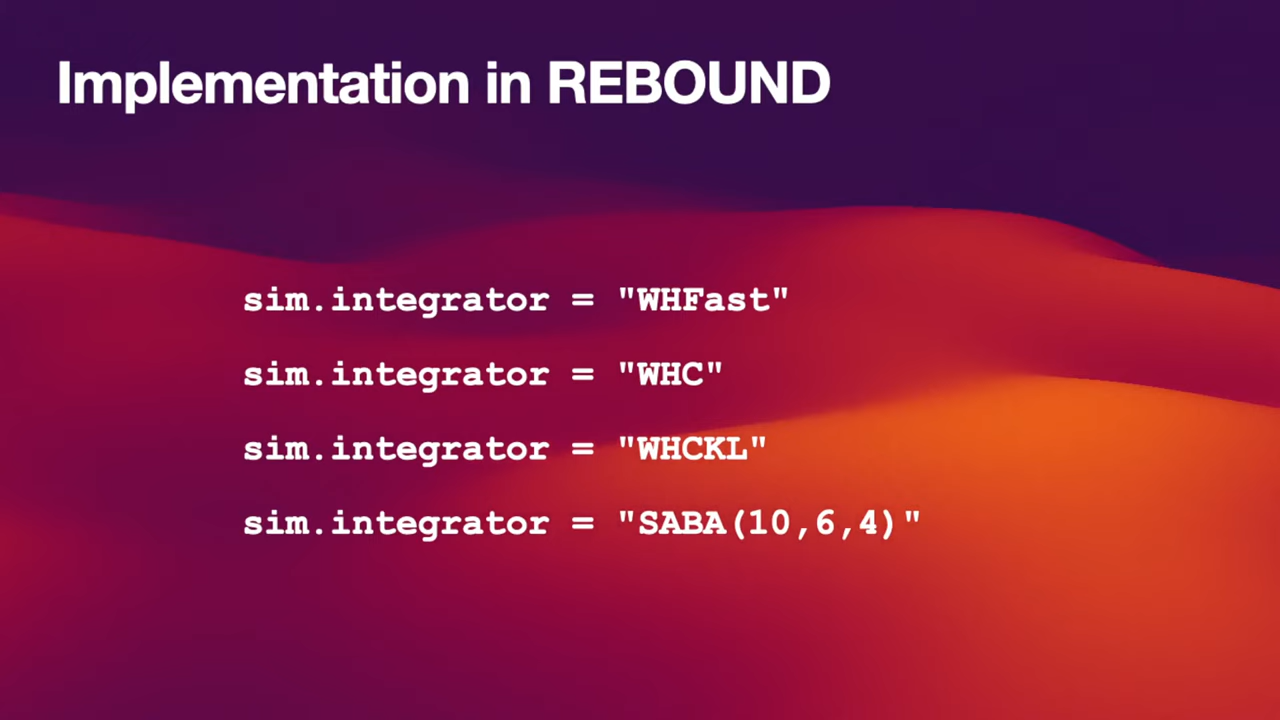 Implementation in REBOUND
sim.integrator = "WHFast"
sim.integrator = "WHC"
sim.integrator = "WHCKL"
sim.integrator = "SABA(10,6,4)"